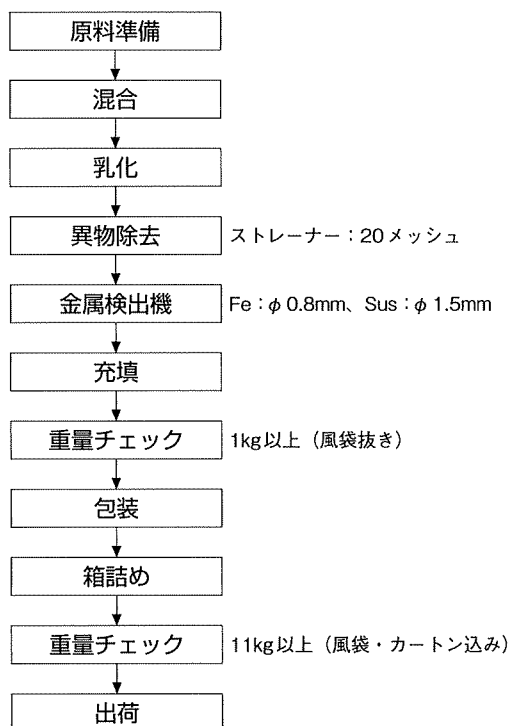 原料準備
混合
乳化
異物除去 ストレーナー：20メッシュ
金属検出機 Fe：φ0.8mm、Sus：φ1.5mm
充填
重量チェック 1kg以上（風袋抜き）
包装
箱詰め
重量チェック 11kg以上（風袋・カートン込み）
出荷